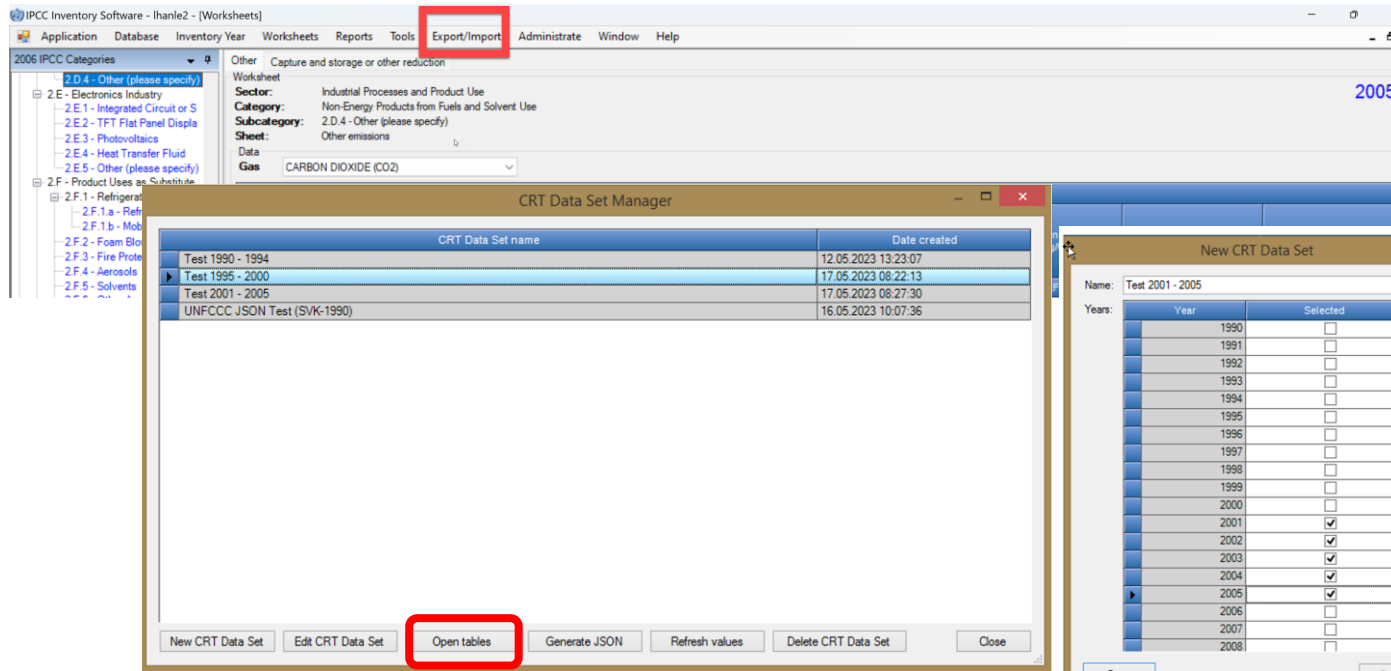 IPCC Inventory Software - lhanle2 - [Worksheets]
Application Database Inventory Year Worksheets Reports Tools Export/Import Administrate Window Help
2006 IPCC Categories
2.D.4 - Other (please specify)
2.E - Electronics Industry
2.E.1 - Integrated Circuit or S
2.E.2 - TFT Flat Panel Displa
2.E.3 - Photovoltaics
2.E.4 - Heat Transfer Fluid
2.E.5 - Other (please specify)
2.F - Product Uses as Substitute
2.F.1 - Refrigerat
2.F.1.a - Refr
2.F.1.b - Mob
2.F.2 - Foam Blo
2.F.3 - Fire Prote
2.F.4 - Aerosols
2.F.5 - Solvents
Other Capture and storage or other reduction
Worksheet
Sector: Industrial Processes and Product Use
Category: Non-Energy Products from Fuels and Solvent Use
Subcategory: 2.D.4 - Other (please specify)
Sheet: Other emissions
Data
Gas CARBON DIOXIDE (CO2)
2005
CRT Data Set Manager
CRT Data Set name Date created
Test 1990 - 1994 12.05.2023 13:23:07
Test 1995 - 2000 17.05.2023 08:22:13
Test 2001 - 2005 17.05.2023 08:27:30
UNFCCC JSON Test (SVK-1990) 16.05.2023 10:07:36
New CRT Data Set Edit CRT Data Set Open tables Generate JSON Refresh values Delete CRT Data Set Close
New CRT Data Set
Name: Test 2001 - 2005
Years: Year Selected
1990
1991
1992
1993
1994
1995
1996
1997
1998
1999
2000
2001
2002
2003
2004
2005
2006
2007
2008